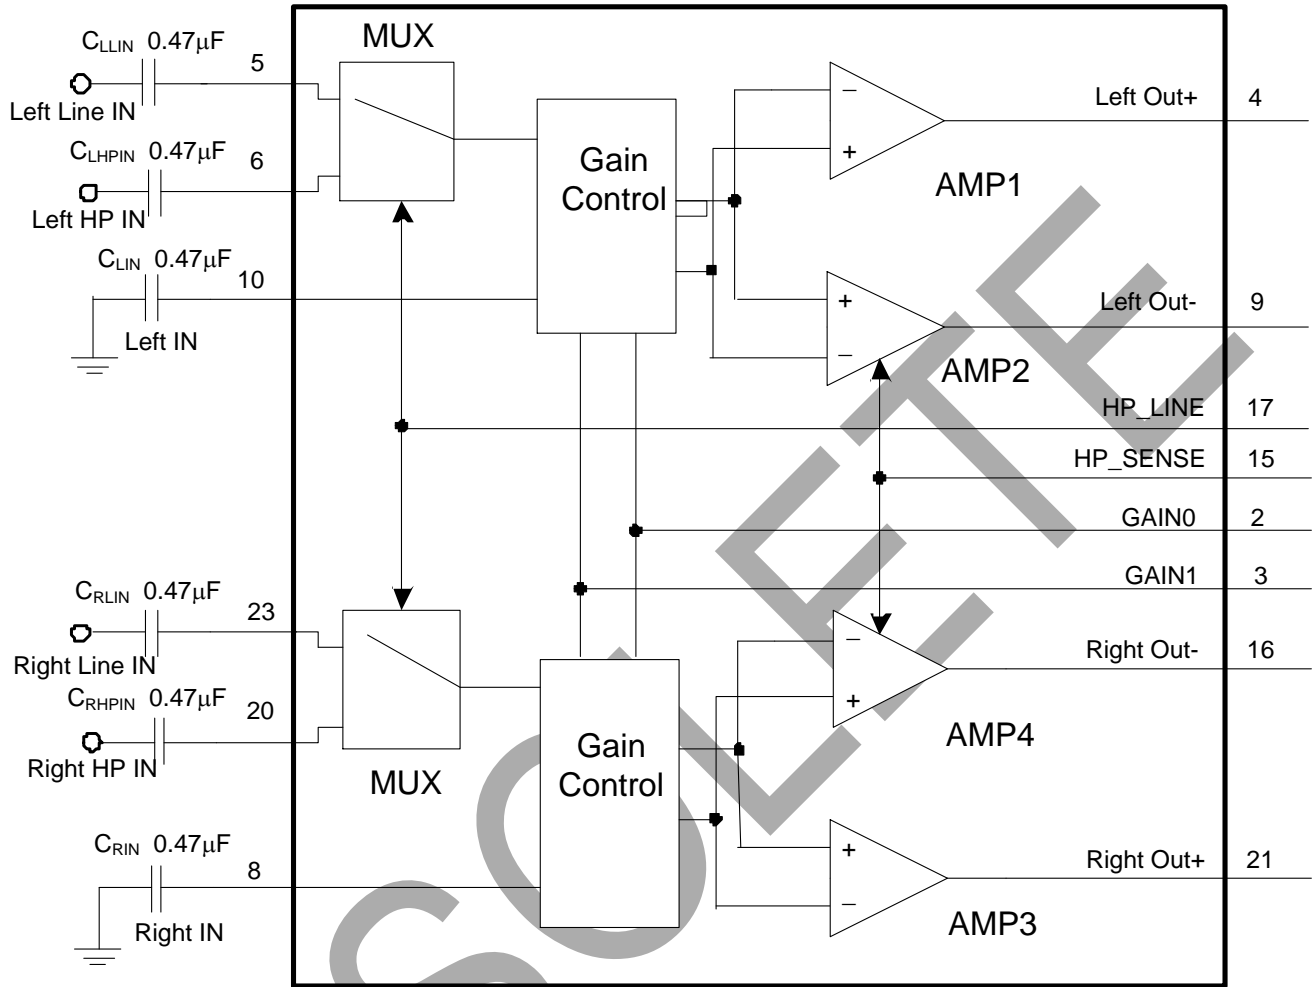 CLLIN 0.47μF
5
Left Line IN
CLHPIN 0.47μF
6
Left HP IN
CLIN 0.47μF
10
Left IN
MUX
Gain
Control
−
+
AMP1
Left Out+ 4
+
−
AMP2
Left Out- 9
HP_LINE 17
HP_SENSE 15
GAIN0 2
GAIN1 3
CRLIN 0.47μF
23
Right Line IN
CRHPIN 0.47μF
20
Right HP IN
MUX
CRIN 0.47μF
8
Right IN
Gain
Control
−
+
AMP4
Right Out- 16
+
−
AMP3
Right Out+ 21
SOLETE